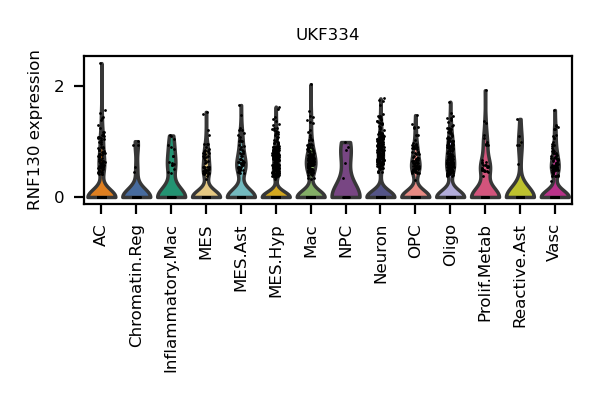 UKF334
RNF130 expression
2
0
AC
Chromatin.Reg
Inflammatory.Mac
MES
MES.Ast
MES.Hyp
Mac
NPC
Neuron
OPC
Oligo
Prolif.Metab
Reactive.Ast
Vasc